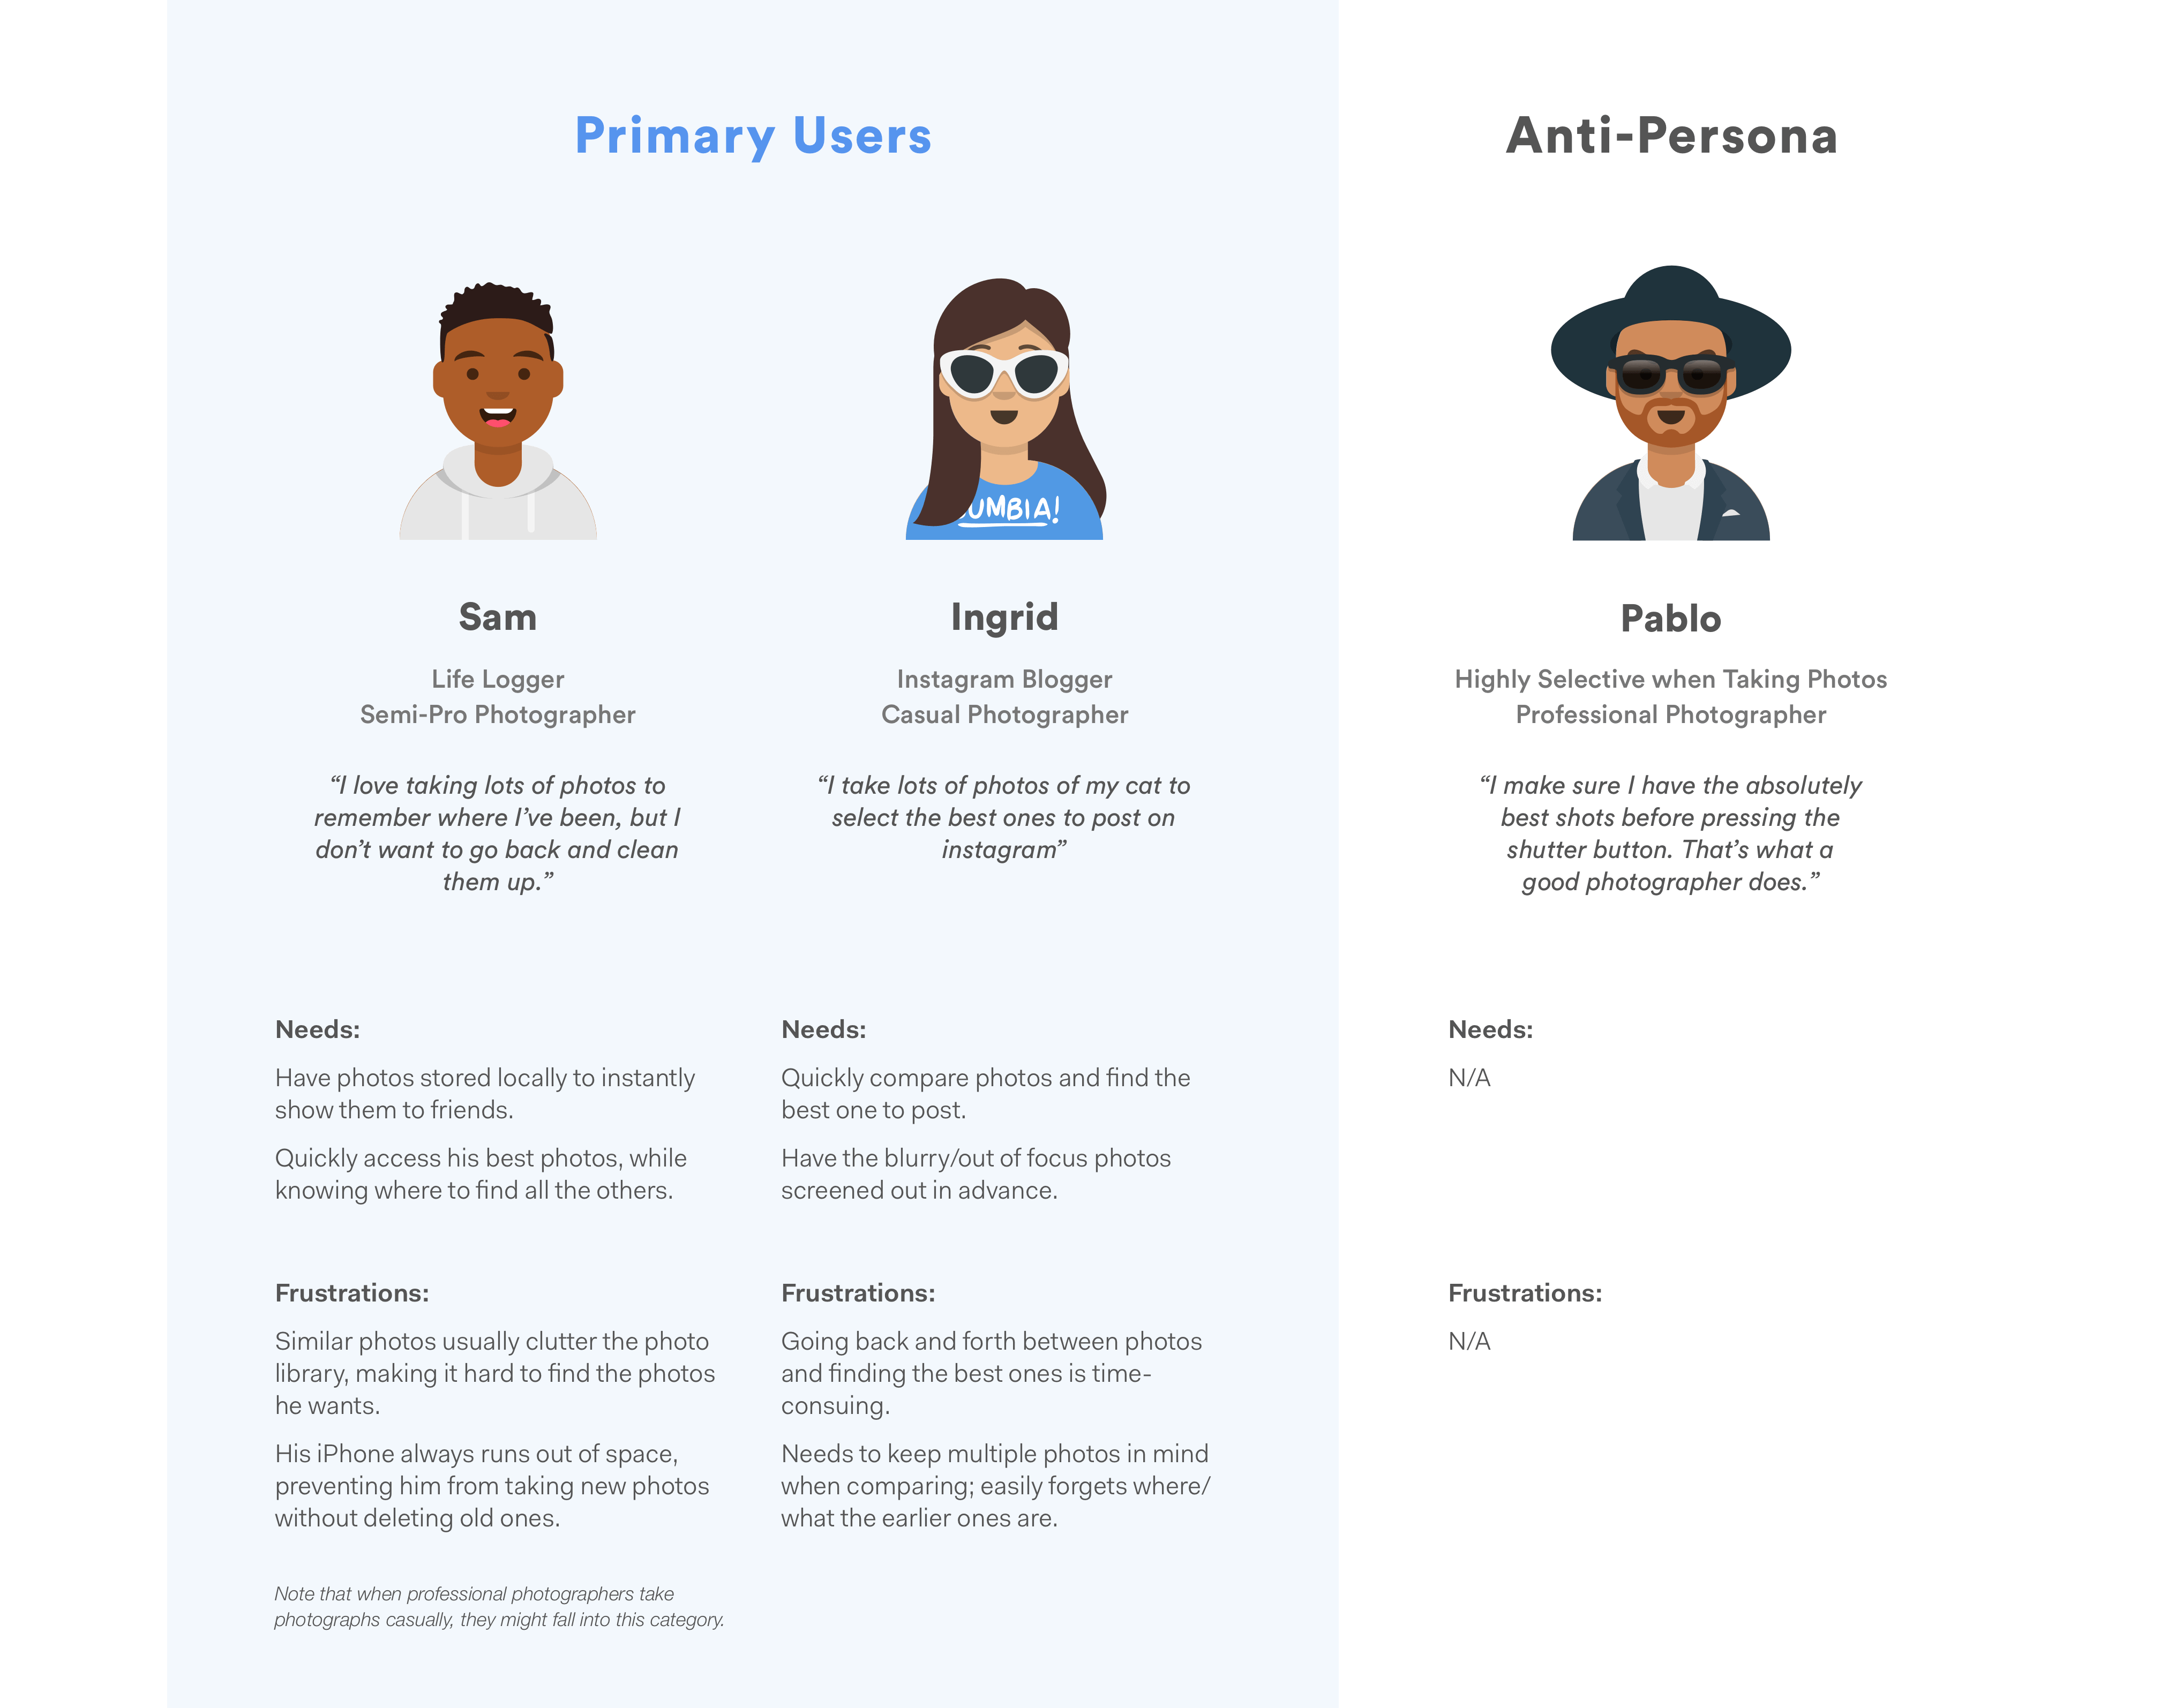 Primary Users
Anti-Persona
UMBIA!
Sam
Life Logger
Semi-Pro Photographer
“I love taking lots of photos to
remember where I’ve been, but I
don’t want to go back and clean
them up.”
Needs:
Have photos stored locally to instantly
show them to friends.
Quickly access his best photos, while
knowing where to find all the others.
Frustrations:
Similar photos usually clutter the photo
library, making it hard to find the photos
he wants.
His iPhone always runs out of space,
preventing him from taking new photos
without deleting old ones.
Note that when professional photographers take
photographs casually, they might fall into this category.
Ingrid
Instagram Blogger
Casual Photographer
“I take lots of photos of my cat to
select the best ones to post on
instagram”
Needs:
Quickly compare photos and find the
best one to post.
Have the blurry/out of focus photos
screened out in advance.
Frustrations:
Going back and forth between photos
and finding the best ones is time-
consuing.
Needs to keep multiple photos in mind
when comparing; easily forgets where/
what the earlier ones are.
Pablo
Highly Selective when Taking Photos
Professional Photographer
“I make sure I have the absolutely
best shots before pressing the
shutter button. That’s what a
good photographer does.”
Needs:
N/A
Frustrations:
N/A